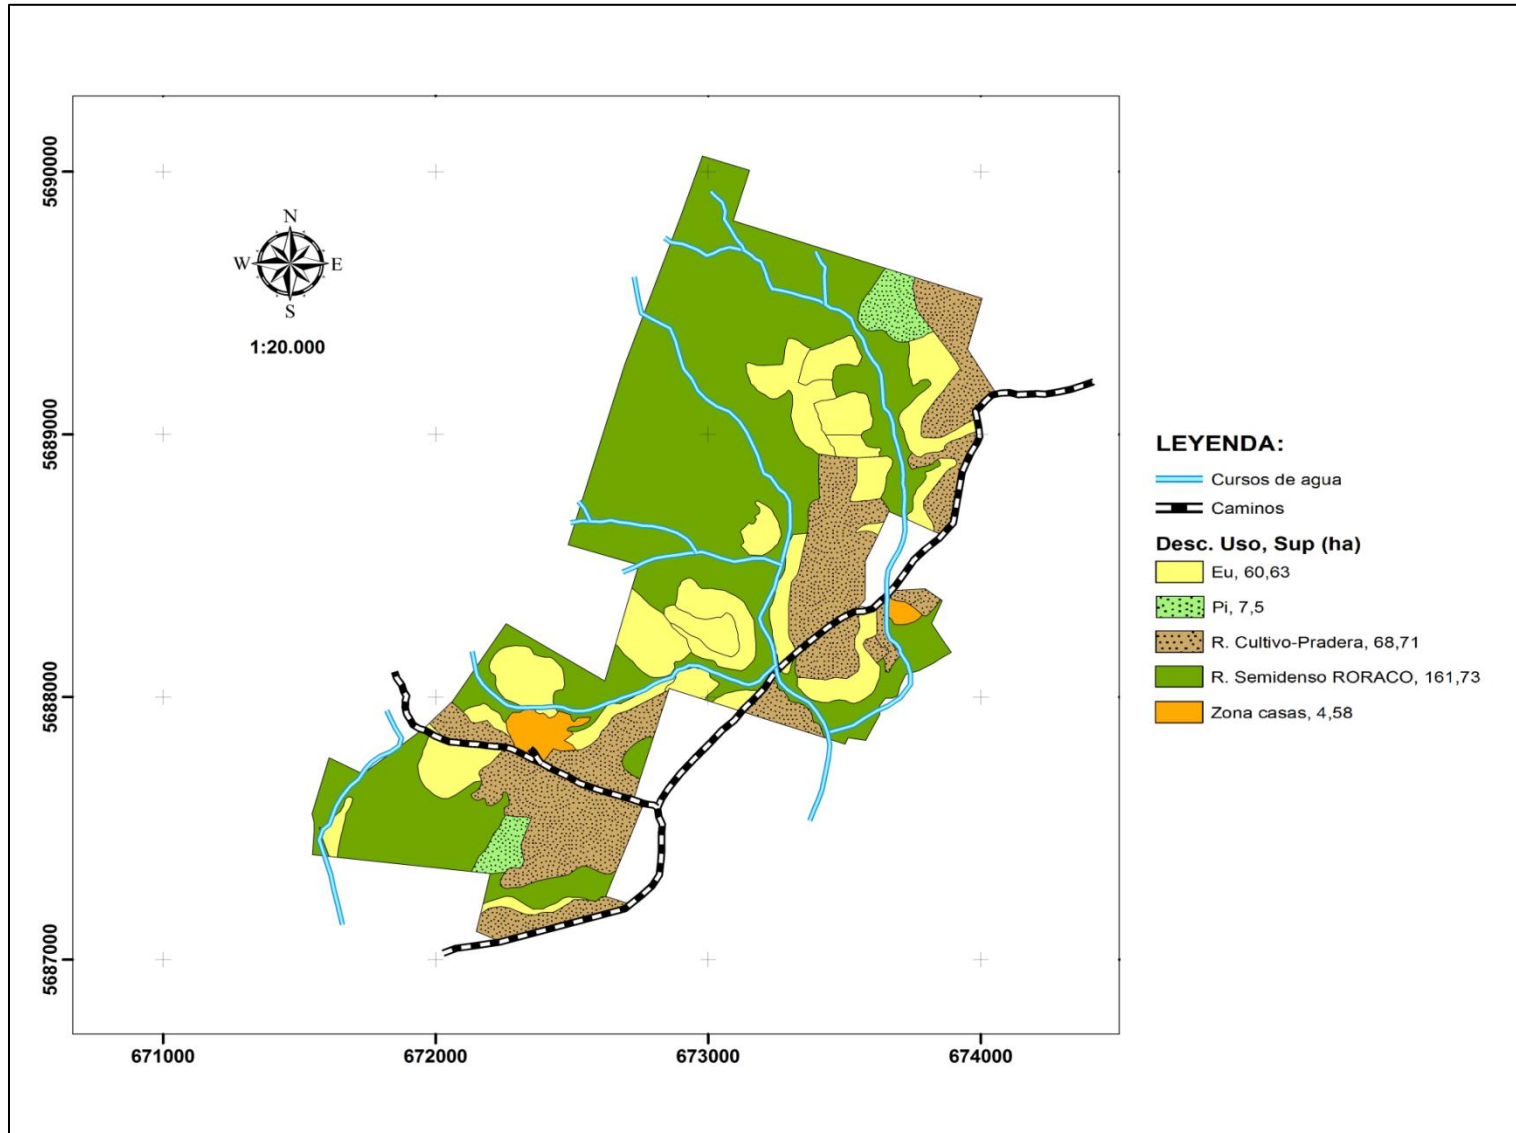 5690000
5689000
5688000
5687000
N
W E
S
1:20.000
671000 672000 673000 674000
LEYENDA:
Cursos de agua
Caminos
Desc. Uso, Sup (ha)
Eu, 60,63
Pi, 7,5
R. Cultivo-Pradera, 68,71
R. Semidenso RORACO, 161,73
Zona casas, 4,58